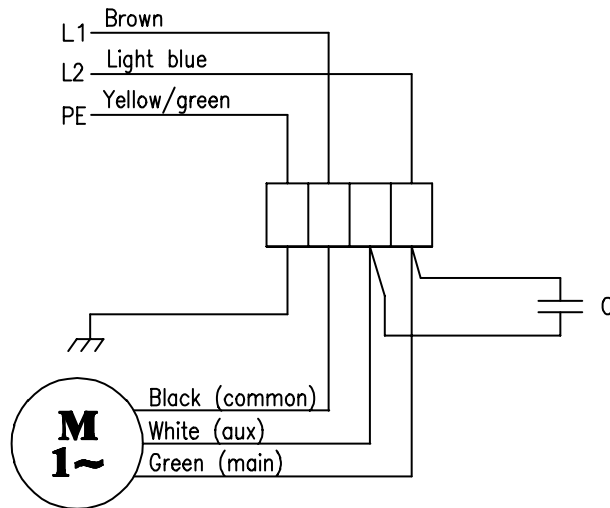 L1 Brown
L2 Light blue
PE Yellow/green
C
Black (common)
M
White (aux)
1~
Green (main)